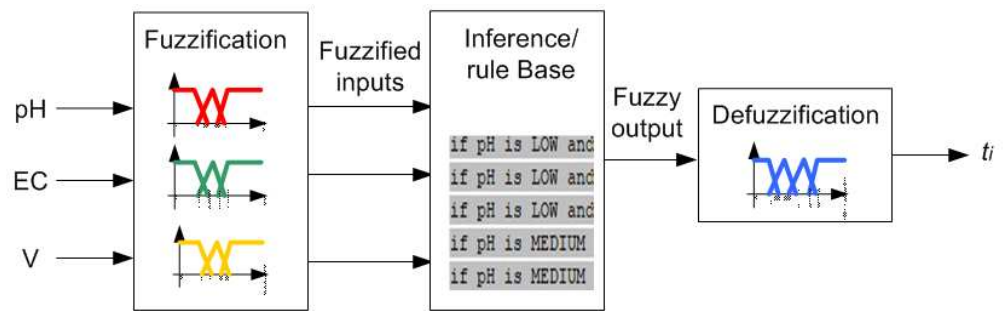 pH
EC
V
Fuzzification
Fuzzified
inputs
Inference/
rule Base
if pH is LOW and
if pH is LOW and
if pH is LOW and
if pH is MEDIUM
if pH is MEDIUM
Fuzzy
output
Defuzzification
ti